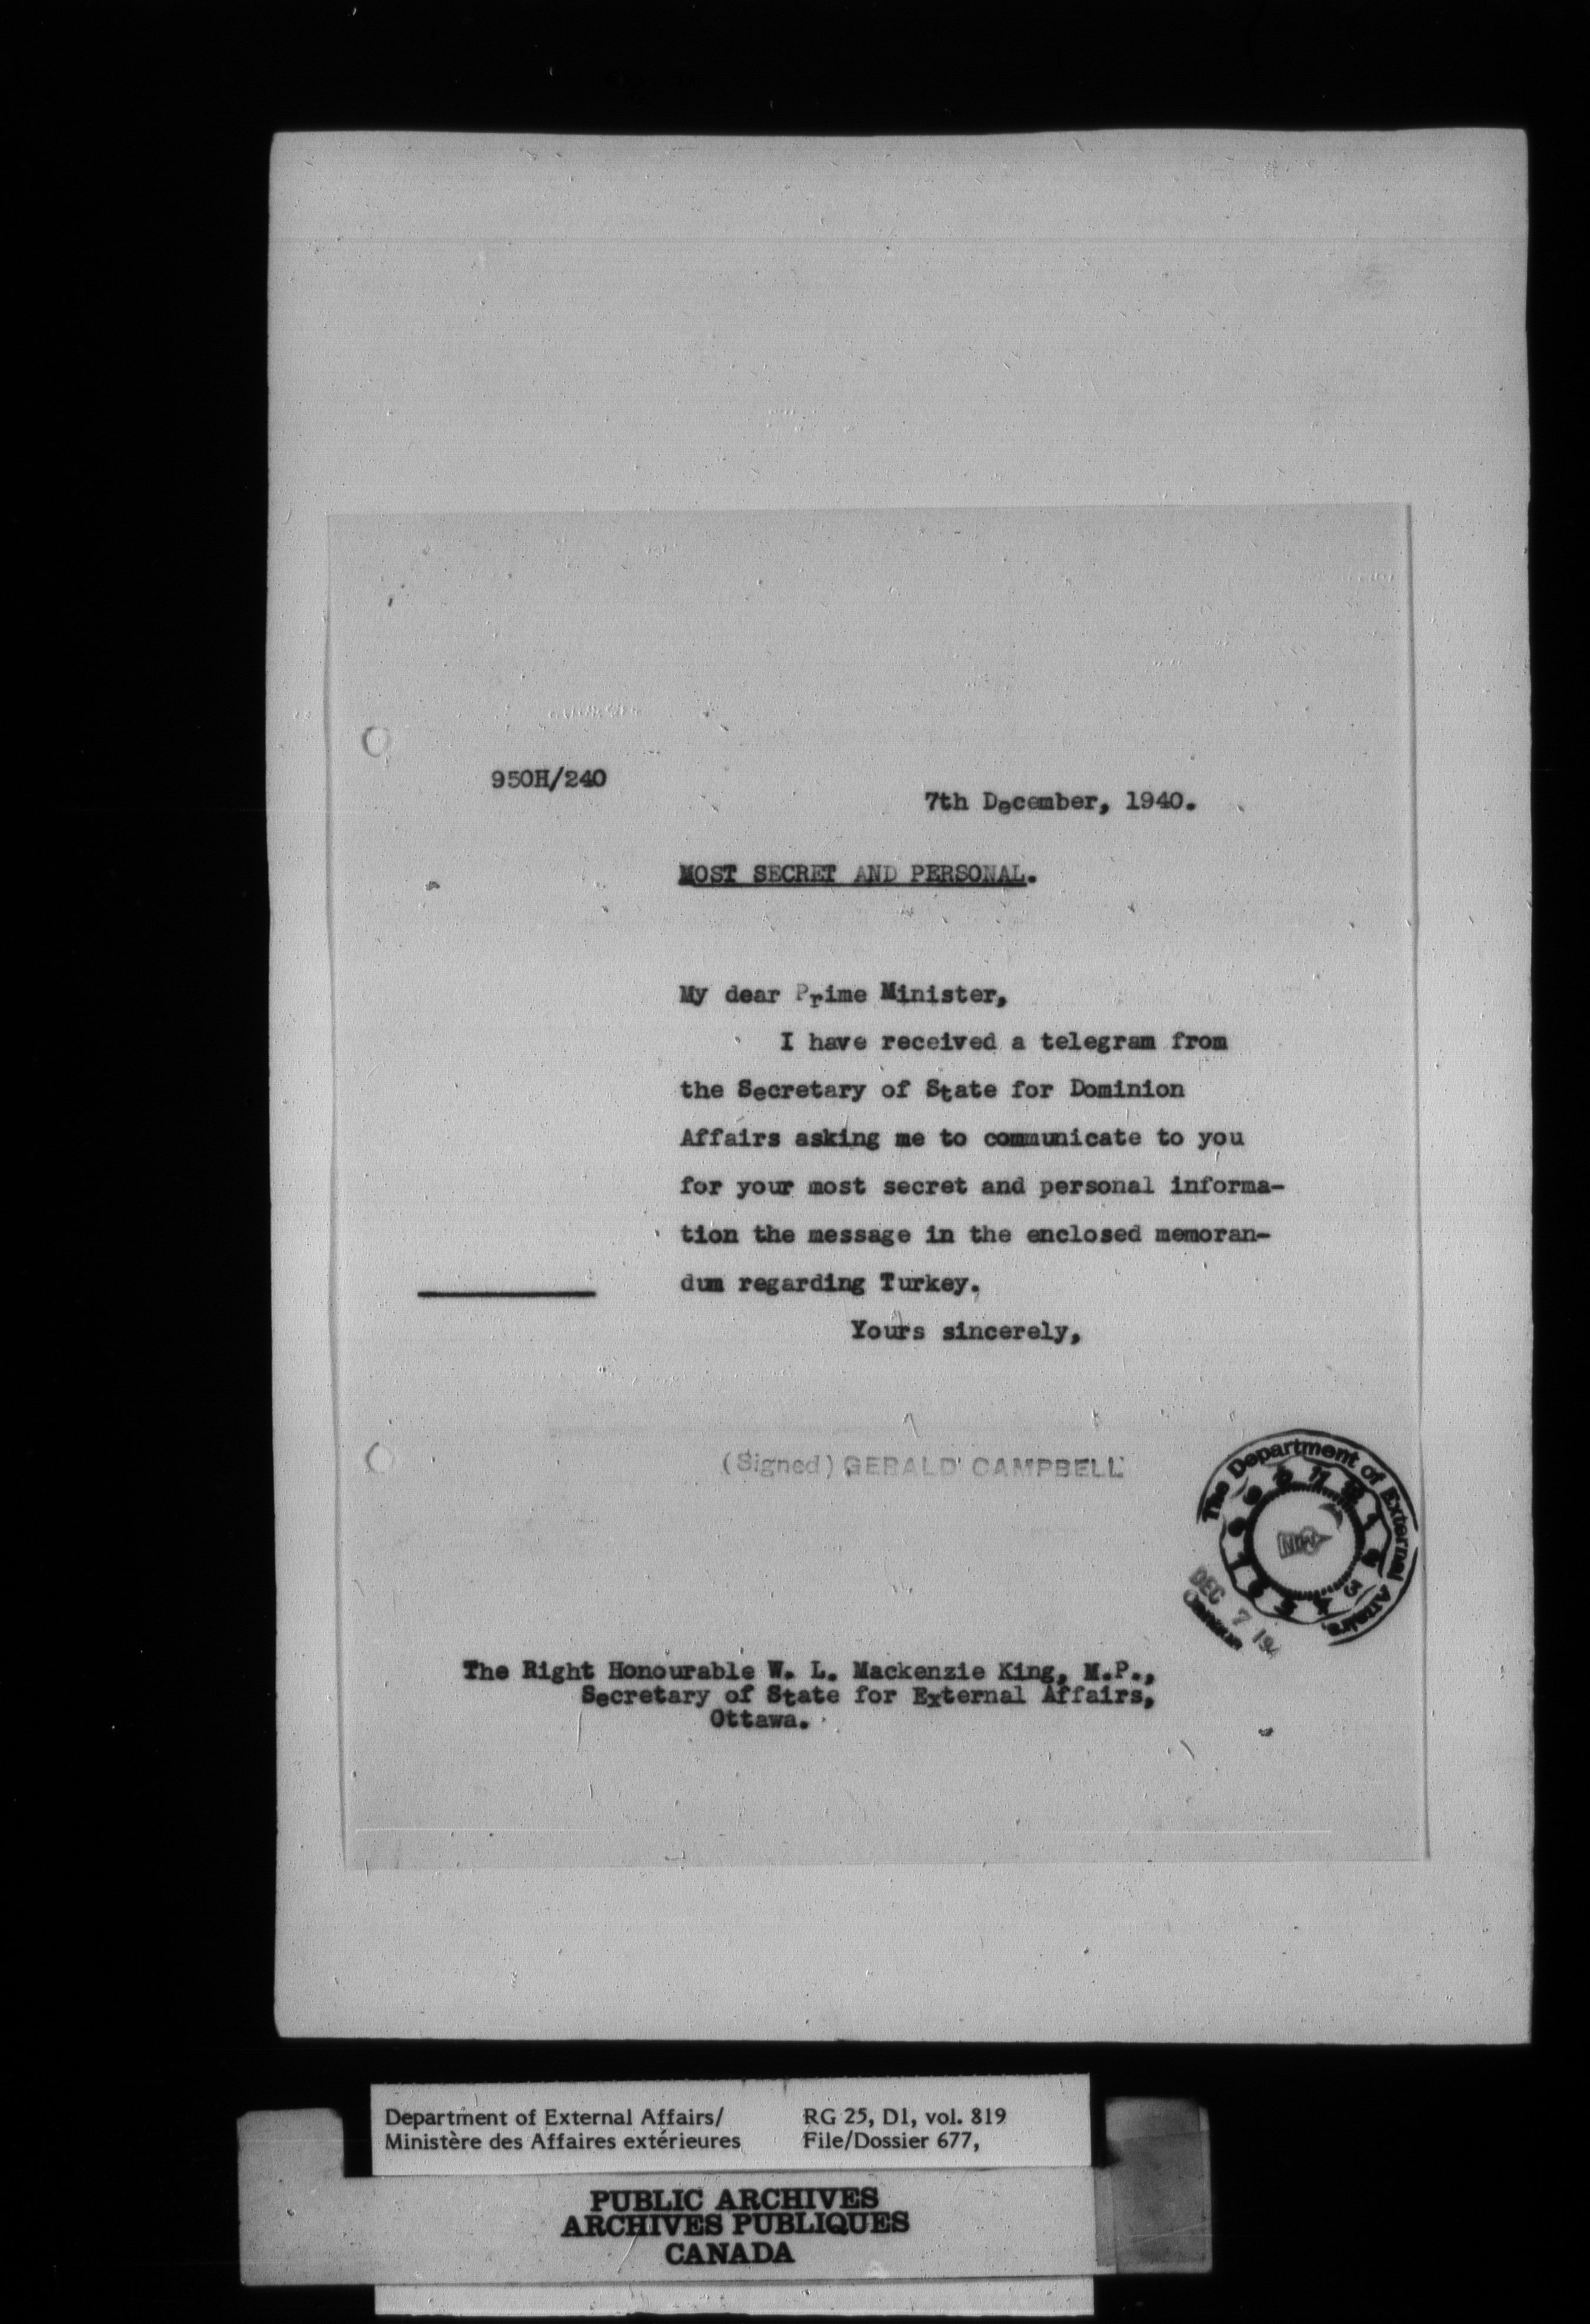 950H/240
7th December, 1940.
MOST SECRET AND PERSONAL.
My dear Prime Minister,
I have received a telegram from
the Secretary of State for Dominion
Affairs asking me to communicate to you
for your most secret and personal informa-
tion the message in the enclosed memoran-
dum regarding Turkey.
Yours sincerely,
(Signed) GERALD CAMPBELL
The Department of External Affairs,
DEC 7 194
The Right Honourable W. L. Mackenzie King, M.P.,
Secretary of State for External Affairs,
Ottawa.
Department of External Affairs/
Ministère des Affaires extérieures
RG 25, D1, vol. 819
File/Dossier 677,
PUBLIC ARCHIVES
ARCHIVES PUBLIQUES
CANADA